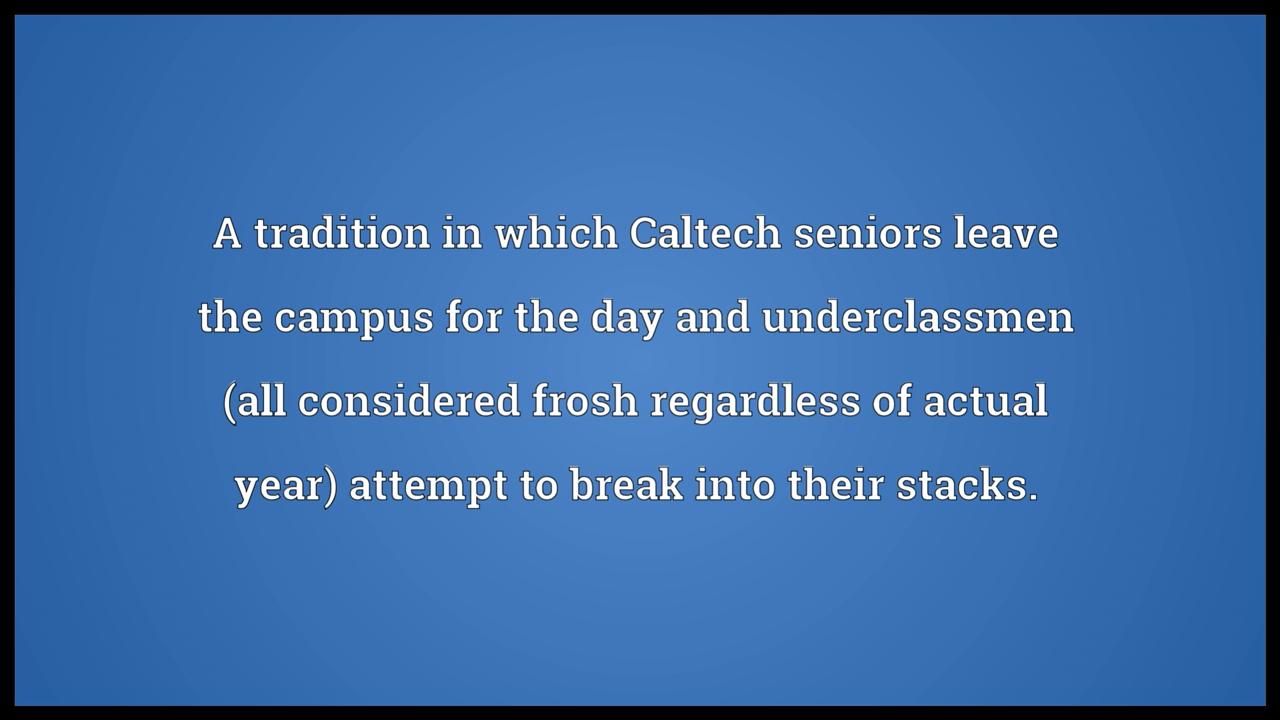 A tradition in which Caltech seniors leave
the campus for the day and underclassmen
(all considered frosh regardless of actual
year) attempt to break into their stacks.